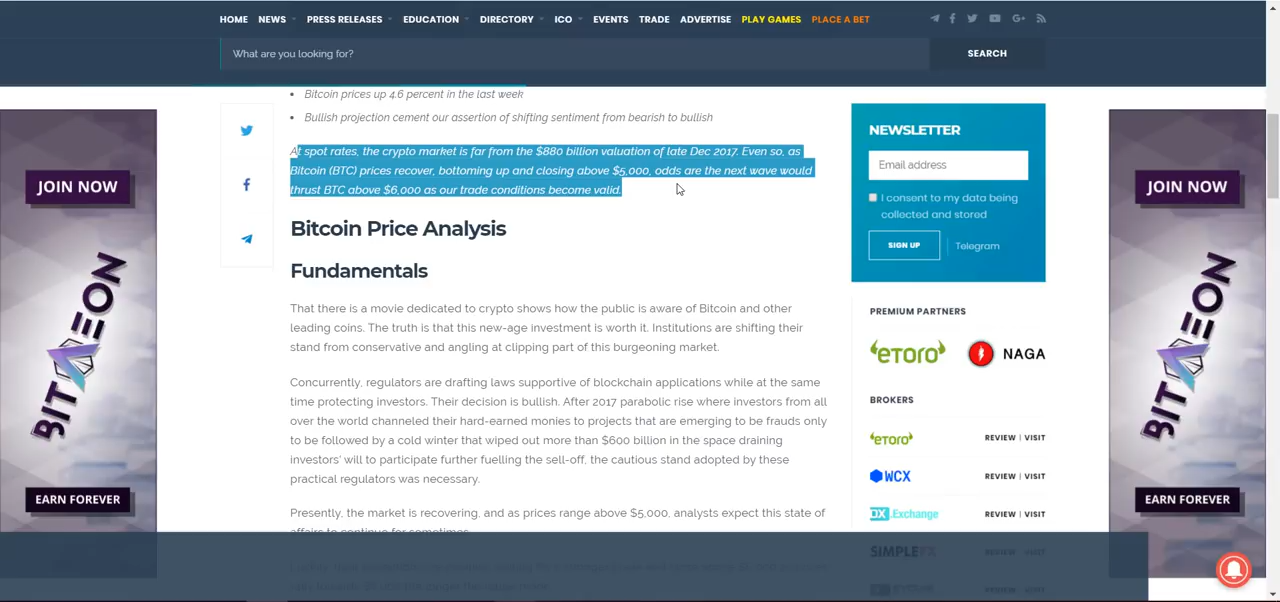 HOME NEWS PRESS RELEASES EDUCATION DIRECTORY ICO EVENTS TRADE ADVERTISE PLAY GAMES PLACE A BET
What are you looking for?
SEARCH
Bitcoin prices up 4.6 percent in the last week
Bullish projection cement our assertion of shifting sentiment from bearish to bullish
At spot rates, the crypto market is far from the $880 billion valuation of late Dec 2017. Even so, as
Bitcoin (BTC) prices recover, bottoming up and closing above $5,000, odds are the next wave would
thrust BTC above $6,000 as our trade conditions become valid.
Bitcoin Price Analysis
Fundamentals
That there is a movie dedicated to crypto shows how the public is aware of Bitcoin and other
leading coins. The truth is that this new-age investment is worth it. Institutions are shifting their
stand from conservative and angling at clipping part of this burgeoning market.
Concurrently, regulators are drafting laws supportive of blockchain applications while at the same
time protecting investors. Their decision is bullish. After 2017 parabolic rise where investors from all
over the world channeled their hard-earned monies to projects that are emerging to be frauds only
to be followed by a cold winter that wiped out more than $600 billion in the space draining
investors' will to participate further fuelling the sell-off, the cautious stand adopted by these
practical regulators was necessary.
Presently, the market is recovering, and as prices range above $5,000, analysts expect this state of
affairs to continue for sometimes.
NEWSLETTER
Email address
I consent to my data being
collected and stored
SIGN UP
Telegram
PREMIUM PARTNERS
etoro
NAGA
BROKERS
etoro REVIEW | VISIT
WCX REVIEW | VISIT
DX.Exchange REVIEW | VISIT
SIMPLEFX REVIEW | VISIT
JOIN NOW
BITAEON
EARN FOREVER
JOIN NOW
BITAEON
EARN FOREVER